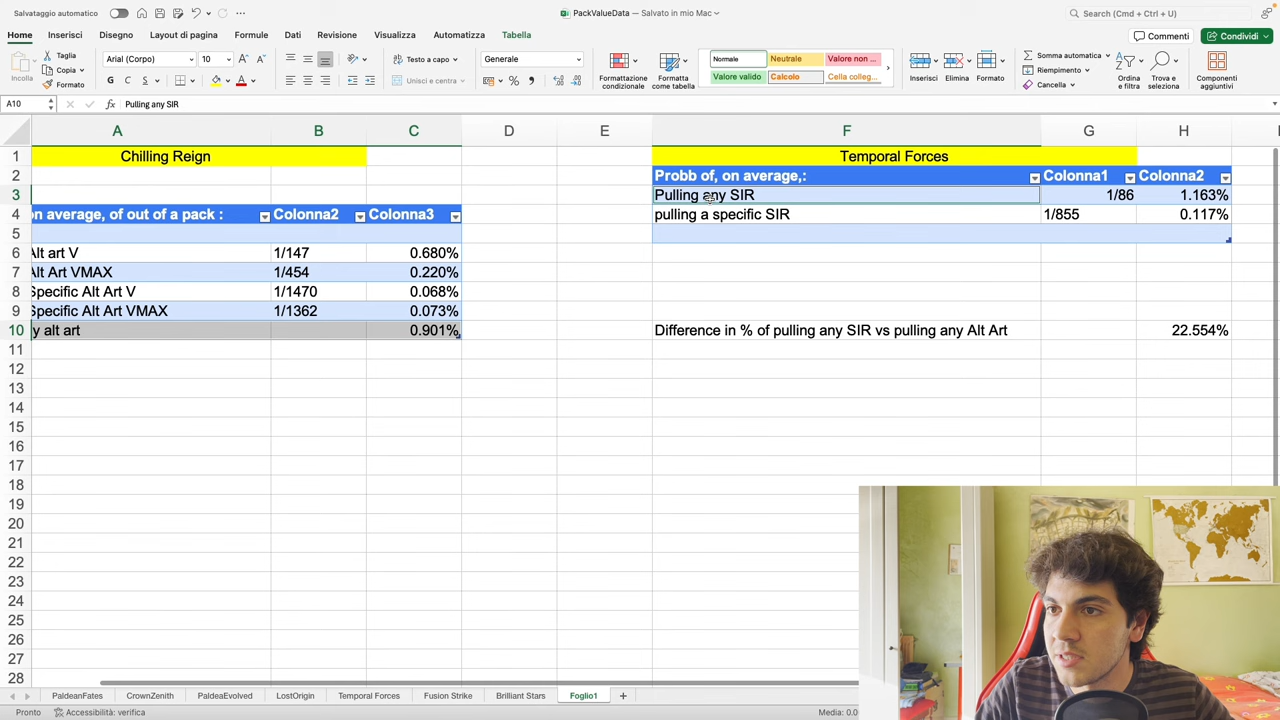 Salvataggio automatico
PackValueData — Salvato in mio Mac
Search (Cmd + Ctrl + U)
Home Inserisci Disegno Layout di pagina Formule Dati Revisione Visualizza Automatizza Tabella
Commenti Condividi
Incolla
Taglia
Copia
Formato
Arial (Corpo) 10
G C S
Testo a capo
Unisci e centra
Generale
Formattazione condizionale
Formatta come tabella
Normale Neutrale Valore non ...
Valore valido Calcolo Cella colleg...
Inserisci Elimina Formato
Somma automatica
Riempimento
Cancella
Ordina e filtra
Trova e seleziona
Componenti aggiuntivi
A10 fx Pulling any SIR
A B C D E F G H
1 Chilling Reign Temporal Forces
2 Probb of, on average,: Colonna1 Colonna2
3 Pulling any SIR 1/86 1.163%
4 on average, of out of a pack : Colonna2 Colonna3 pulling a specific SIR 1/855 0.117%
5
6 Alt art V 1/147 0.680%
7 Alt Art VMAX 1/454 0.220%
8 Specific Alt Art V 1/1470 0.068%
9 Specific Alt Art VMAX 1/1362 0.073%
10 y alt art 0.901% Difference in % of pulling any SIR vs pulling any Alt Art 22.554%
11
12
13
14
15
16
17
18
19
20
21
22
23
24
25
26
27
28
PaldeanFates CrownZenith PaldeaEvolved LostOrigin Temporal Forces Fusion Strike Brilliant Stars Foglio1 +
Pronto Accessibilità: verifica Media: 0.0